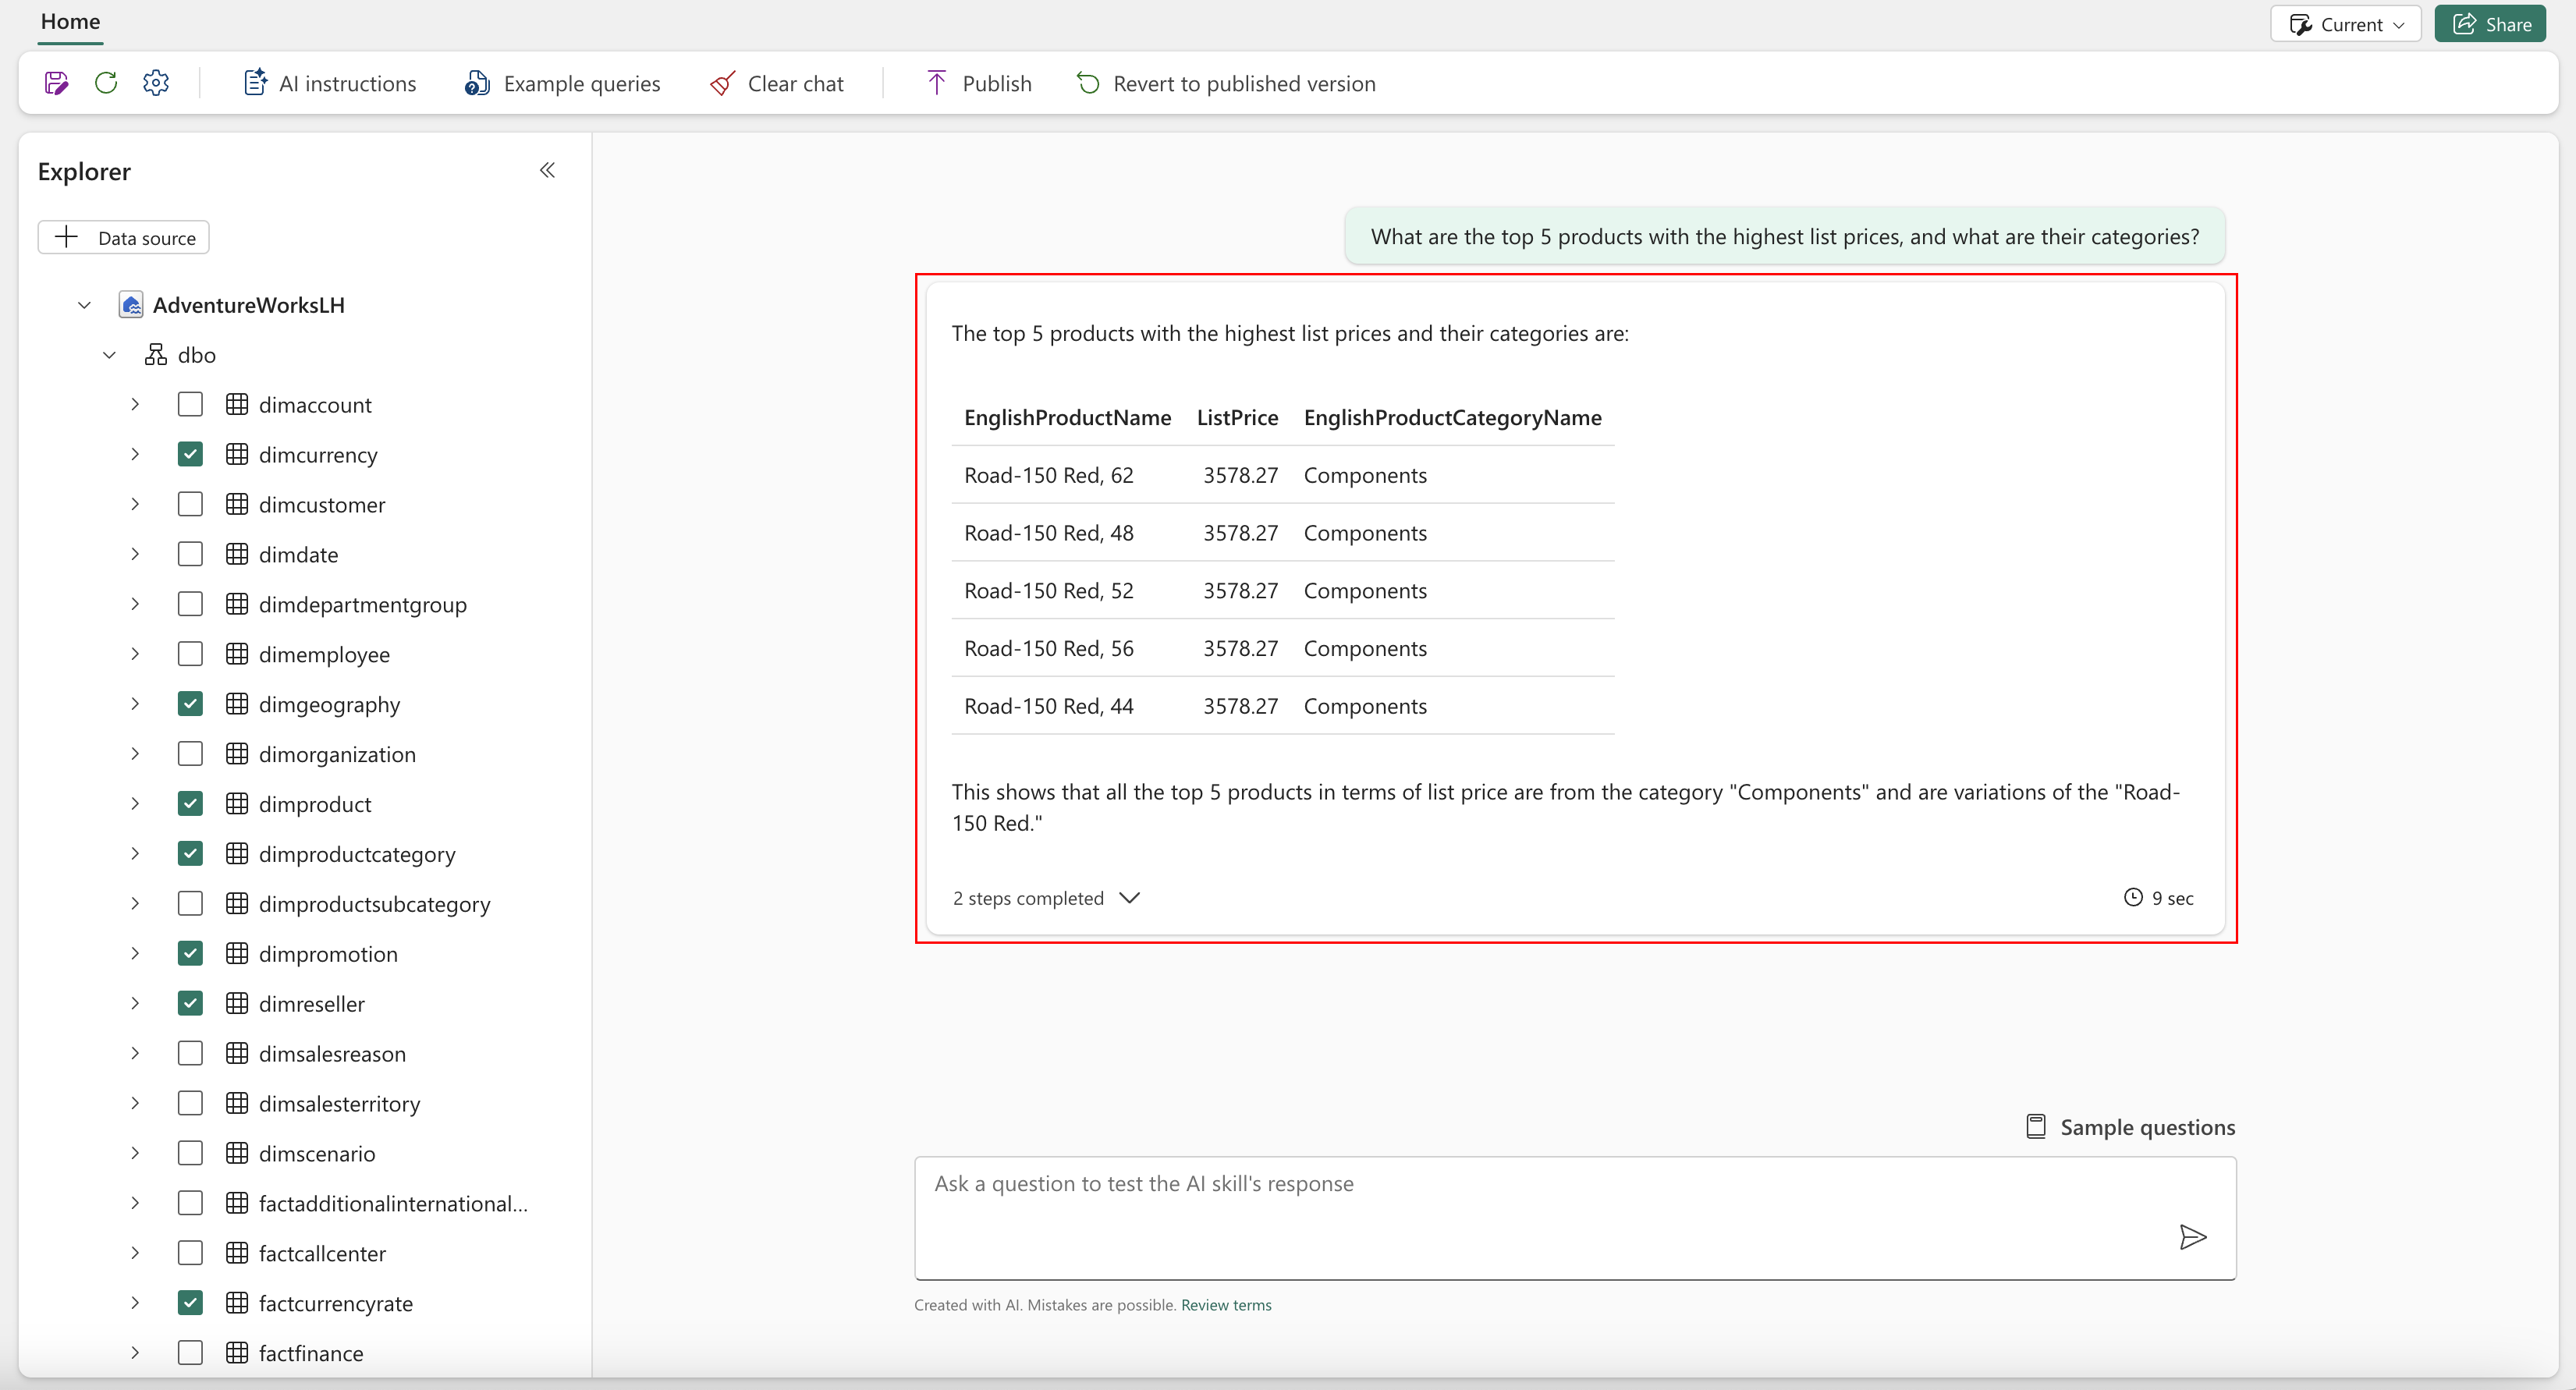 Home
Current
Share
AI instructions
Example queries
Clear chat
Publish
Revert to published version
Explorer
Data source
AdventureWorksLH
dbo
dimaccount
dimcurrency
dimcustomer
dimdate
dimdepartmentgroup
dimemployee
dimgeography
dimorganization
dimproduct
dimproductcategory
dimproductsubcategory
dimpromotion
dimreseller
dimsalesreason
dimsalesterritory
dimscenario
factadditionalinternational...
factcallcenter
factcurrencyrate
factfinance
What are the top 5 products with the highest list prices, and what are their categories?
The top 5 products with the highest list prices and their categories are:
EnglishProductName ListPrice EnglishProductCategoryName
Road-150 Red, 62 3578.27 Components
Road-150 Red, 48 3578.27 Components
Road-150 Red, 52 3578.27 Components
Road-150 Red, 56 3578.27 Components
Road-150 Red, 44 3578.27 Components
This shows that all the top 5 products in terms of list price are from the category "Components" and are variations of the "Road-
150 Red."
2 steps completed
9 sec
Sample questions
Ask a question to test the AI skill's response
Created with AI. Mistakes are possible. Review terms